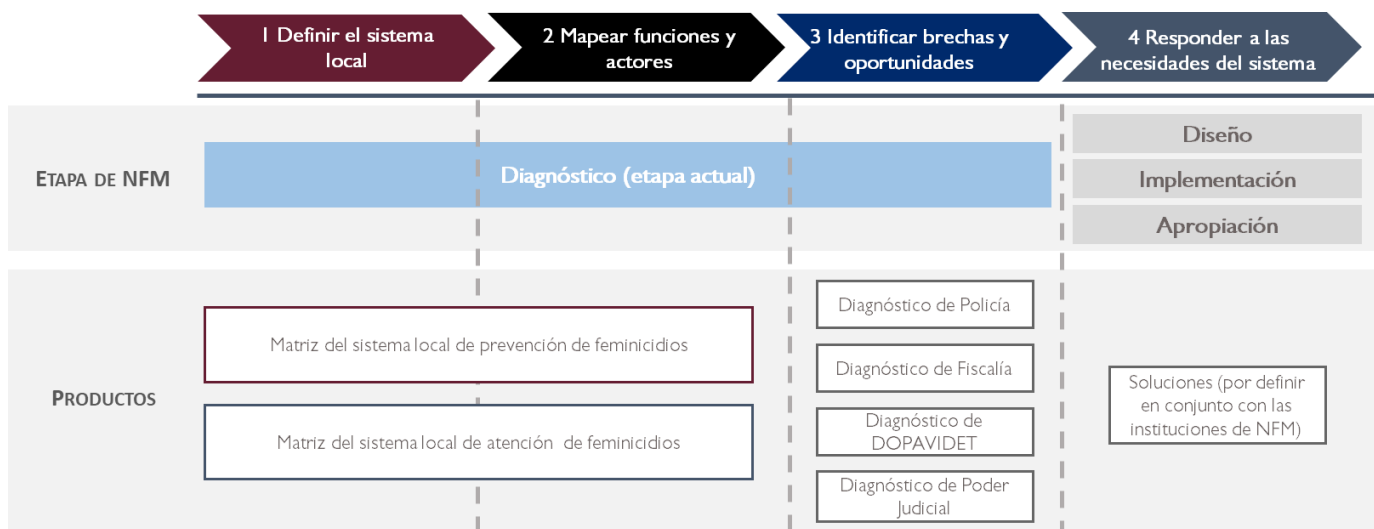 1 Definir el sistema
local
2 Mapear funciones y
actores
3 Identificar brechas y
oportunidades
4 Responder a las
necesidades del sistema
ETAPA DE NFM
Diagnóstico (etapa actual)
Diseño
Implementación
Apropiación
PRODUCTOS
Matriz del sistema local de prevención de feminicidios
Matriz del sistema local de atención de feminicidios
Diagnóstico de Policía
Diagnóstico de Fiscalía
Diagnóstico de
DOPAVIDET
Diagnóstico de Poder
Judicial
Soluciones (por definir
en conjunto con las
instituciones de NFM)